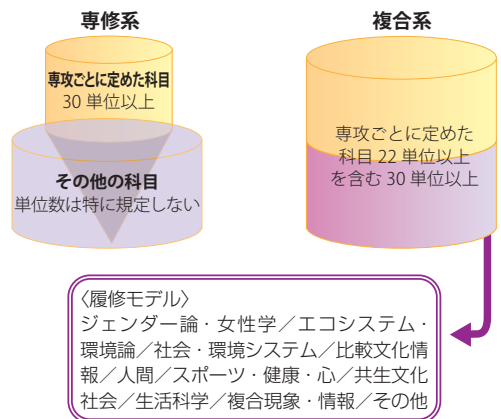 専修系
専攻ごとに定めた科目
30 単位以上
その他の科目
単位数は特に規定しない
複合系
専攻ごとに定めた
科目 22 単位以上
を含む 30 単位以上
〈履修モデル〉
ジェンダー論・女性学／エコシステム・
環境論／社会・環境システム／比較文化情
報／人間／スポーツ・健康・心／共生文化
社会／生活科学／複合現象・情報／その他